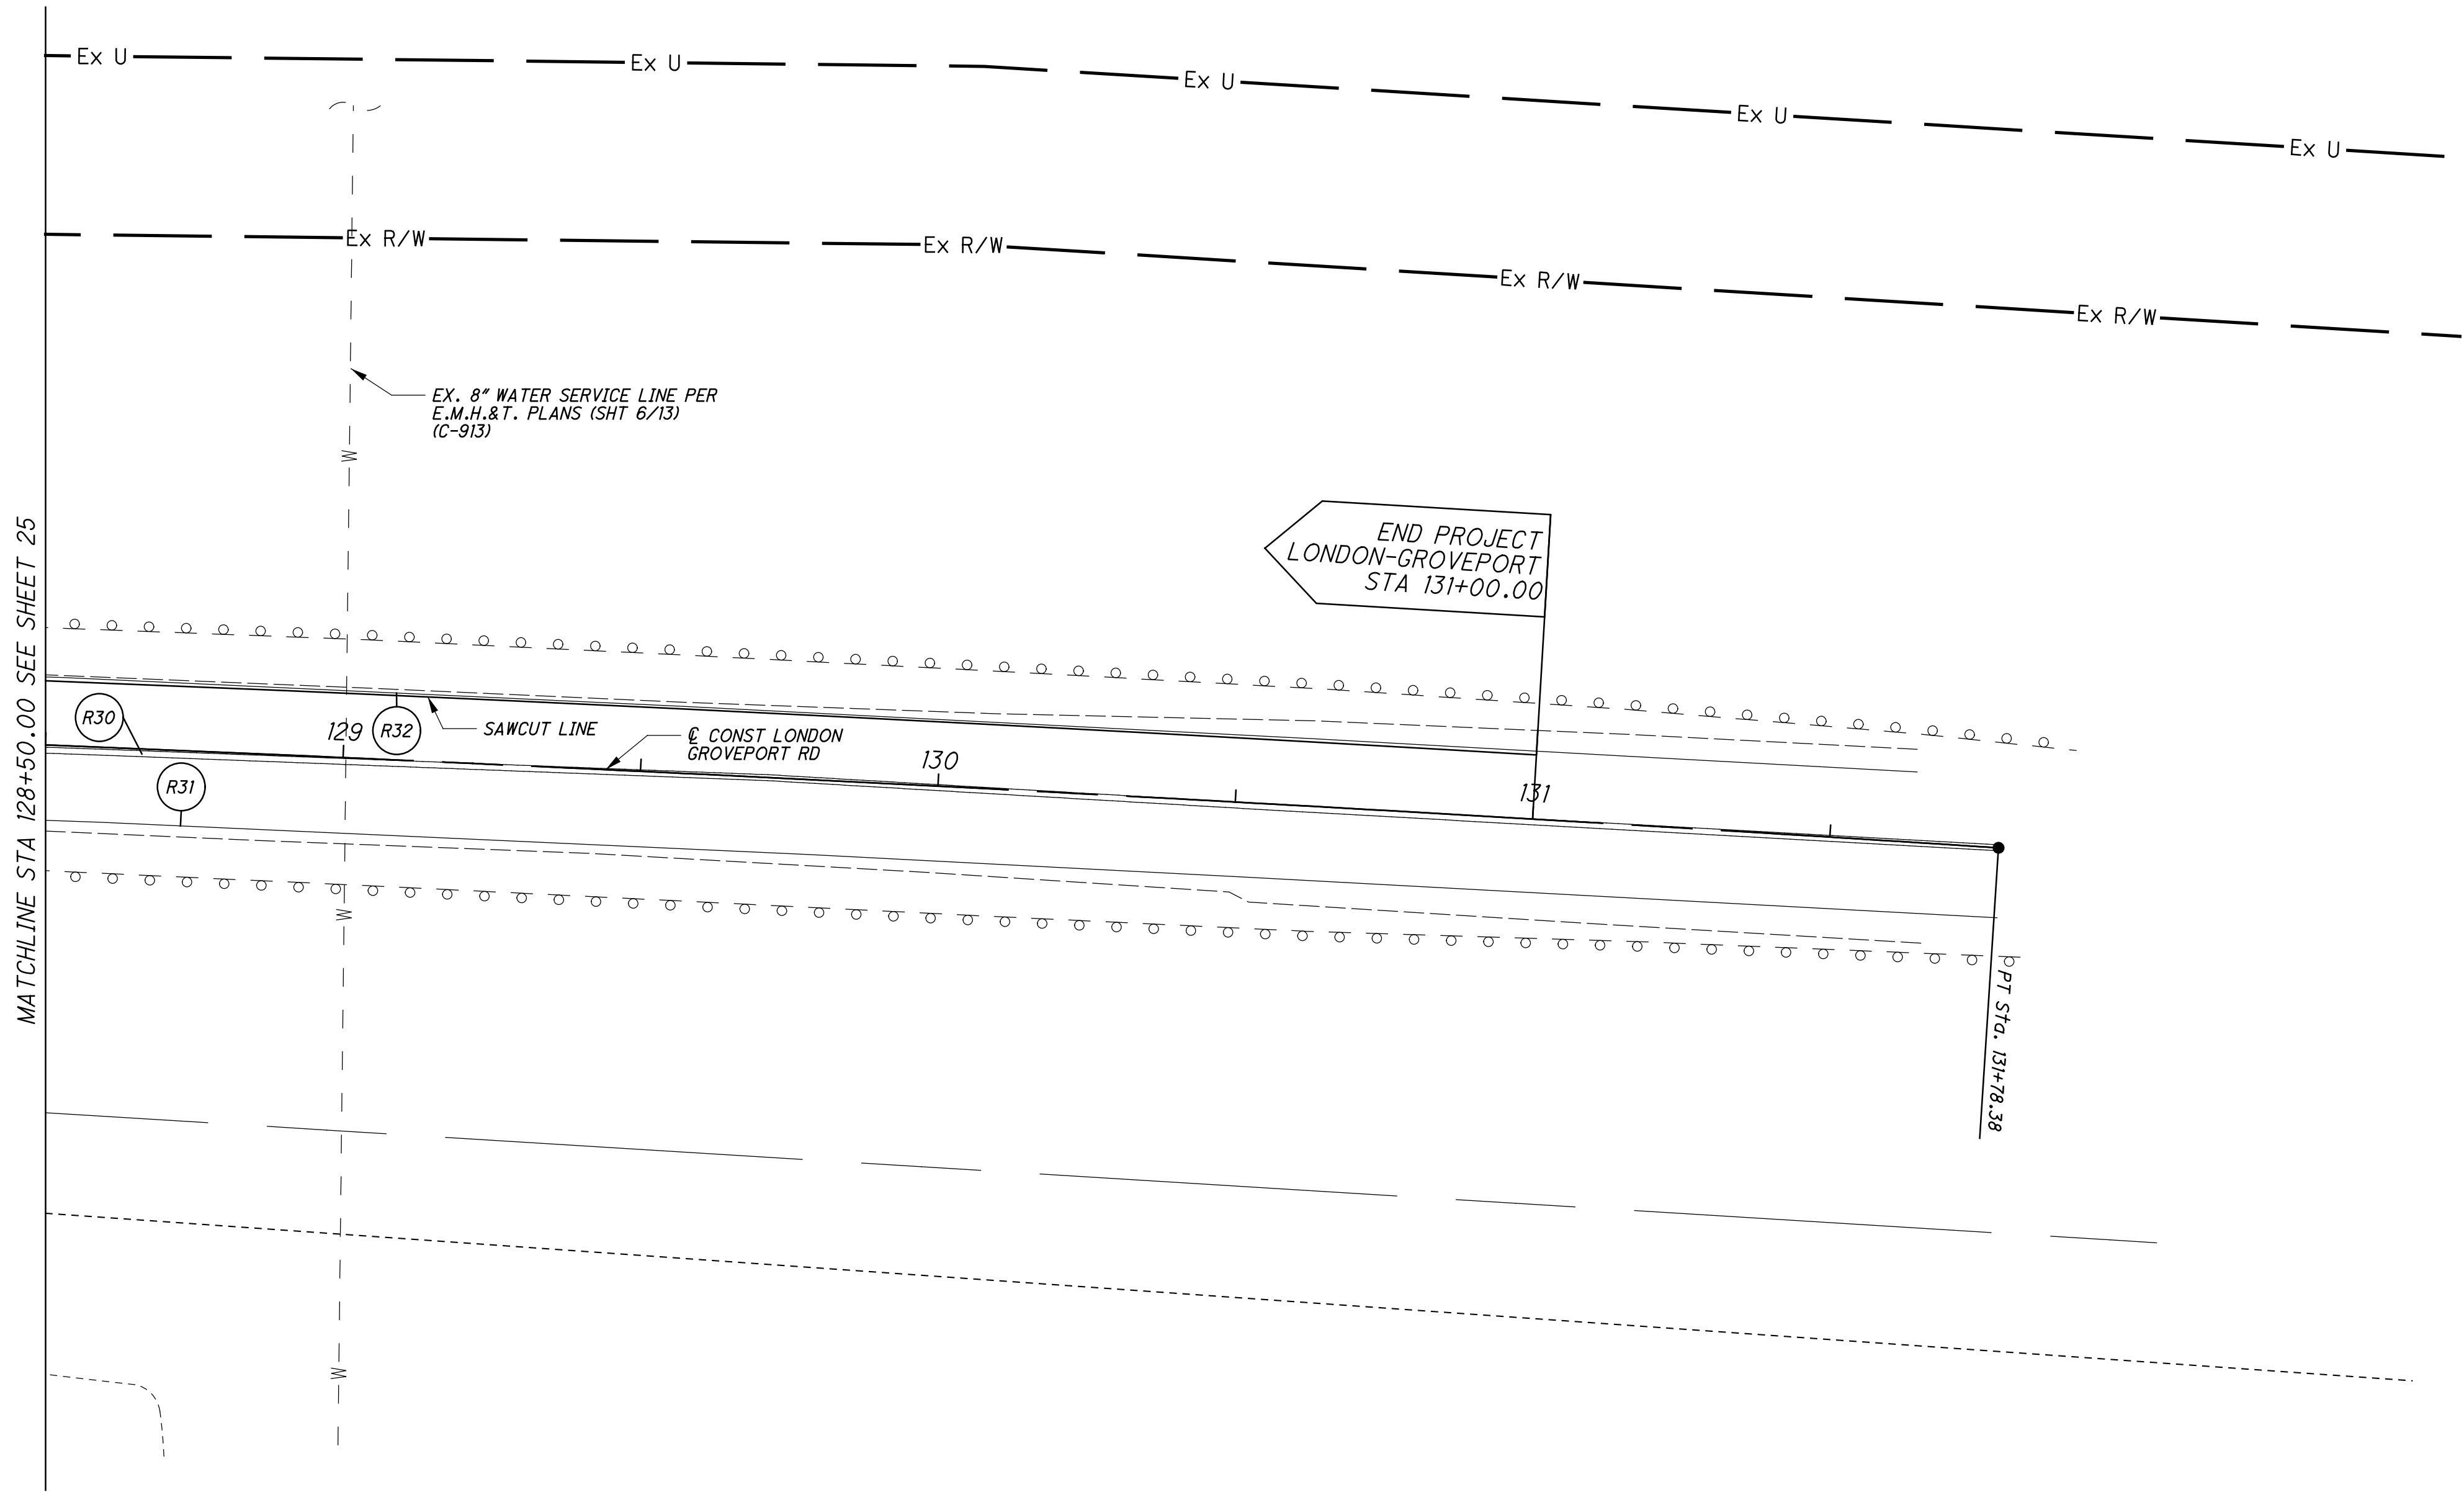 Ex U
Ex U
Ex U
Ex U
Ex U
Ex R/W
Ex R/W
Ex R/W
Ex R/W
EX. 8" WATER SERVICE LINE PER
E.M.H.&T. PLANS (SHT 6/13)
(C-913)
W
END PROJECT
LONDON-GROVEPORT
STA 131+00.00
MATCHLINE STA 128+50.00 SEE SHEET 25
R30
129
R32
SAWCUT LINE
℄ CONST LONDON
GROVEPORT RD
130
131
R31
W
PT Sta. 131+78.38
W